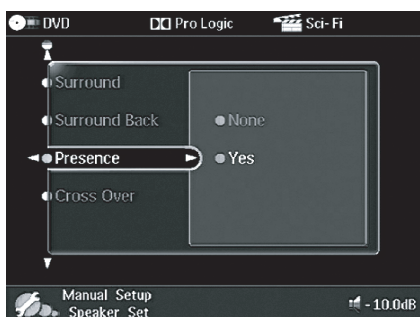 DVD Pro Logic Sci-Fi
Surround
Surround Back
None
Presence
Yes
Cross Over
Manual Setup
Speaker Set
-10.0dB